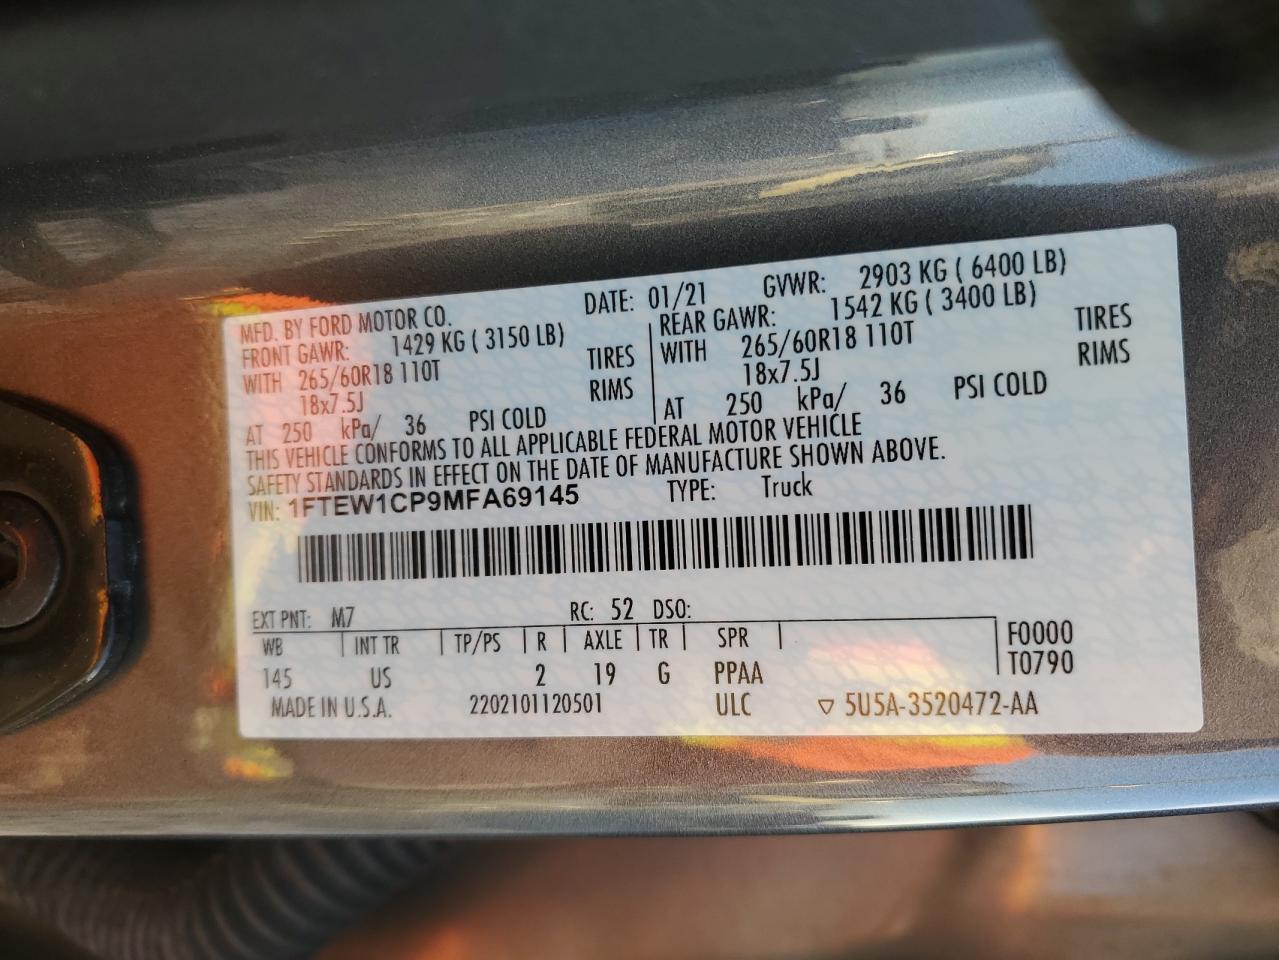 MFD. BY FORD MOTOR CO. DATE: 01/21 GVWR: 2903 KG ( 6400 LB)
FRONT GAWR: 1429 KG ( 3150 LB) REAR GAWR: 1542 KG ( 3400 LB)
WITH 265/60R18 110T TIRES WITH 265/60R18 110T TIRES
18x7.5J RIMS 18x7.5J RIMS
AT 250 kPa/ 36 PSI COLD AT 250 kPa/ 36 PSI COLD
THIS VEHICLE CONFORMS TO ALL APPLICABLE FEDERAL MOTOR VEHICLE
SAFETY STANDARDS IN EFFECT ON THE DATE OF MANUFACTURE SHOWN ABOVE.
VIN: 1FTEW1CP9MFA69145 TYPE: Truck
EXT PNT: M7 RC: 52 DSO:
WB INT TR TP/PS R AXLE TR SPR F0000
145 US 2 19 G PPAA T0790
MADE IN U.S.A. 2202101120501 ULC ▽ 5U5A-3520472-AA